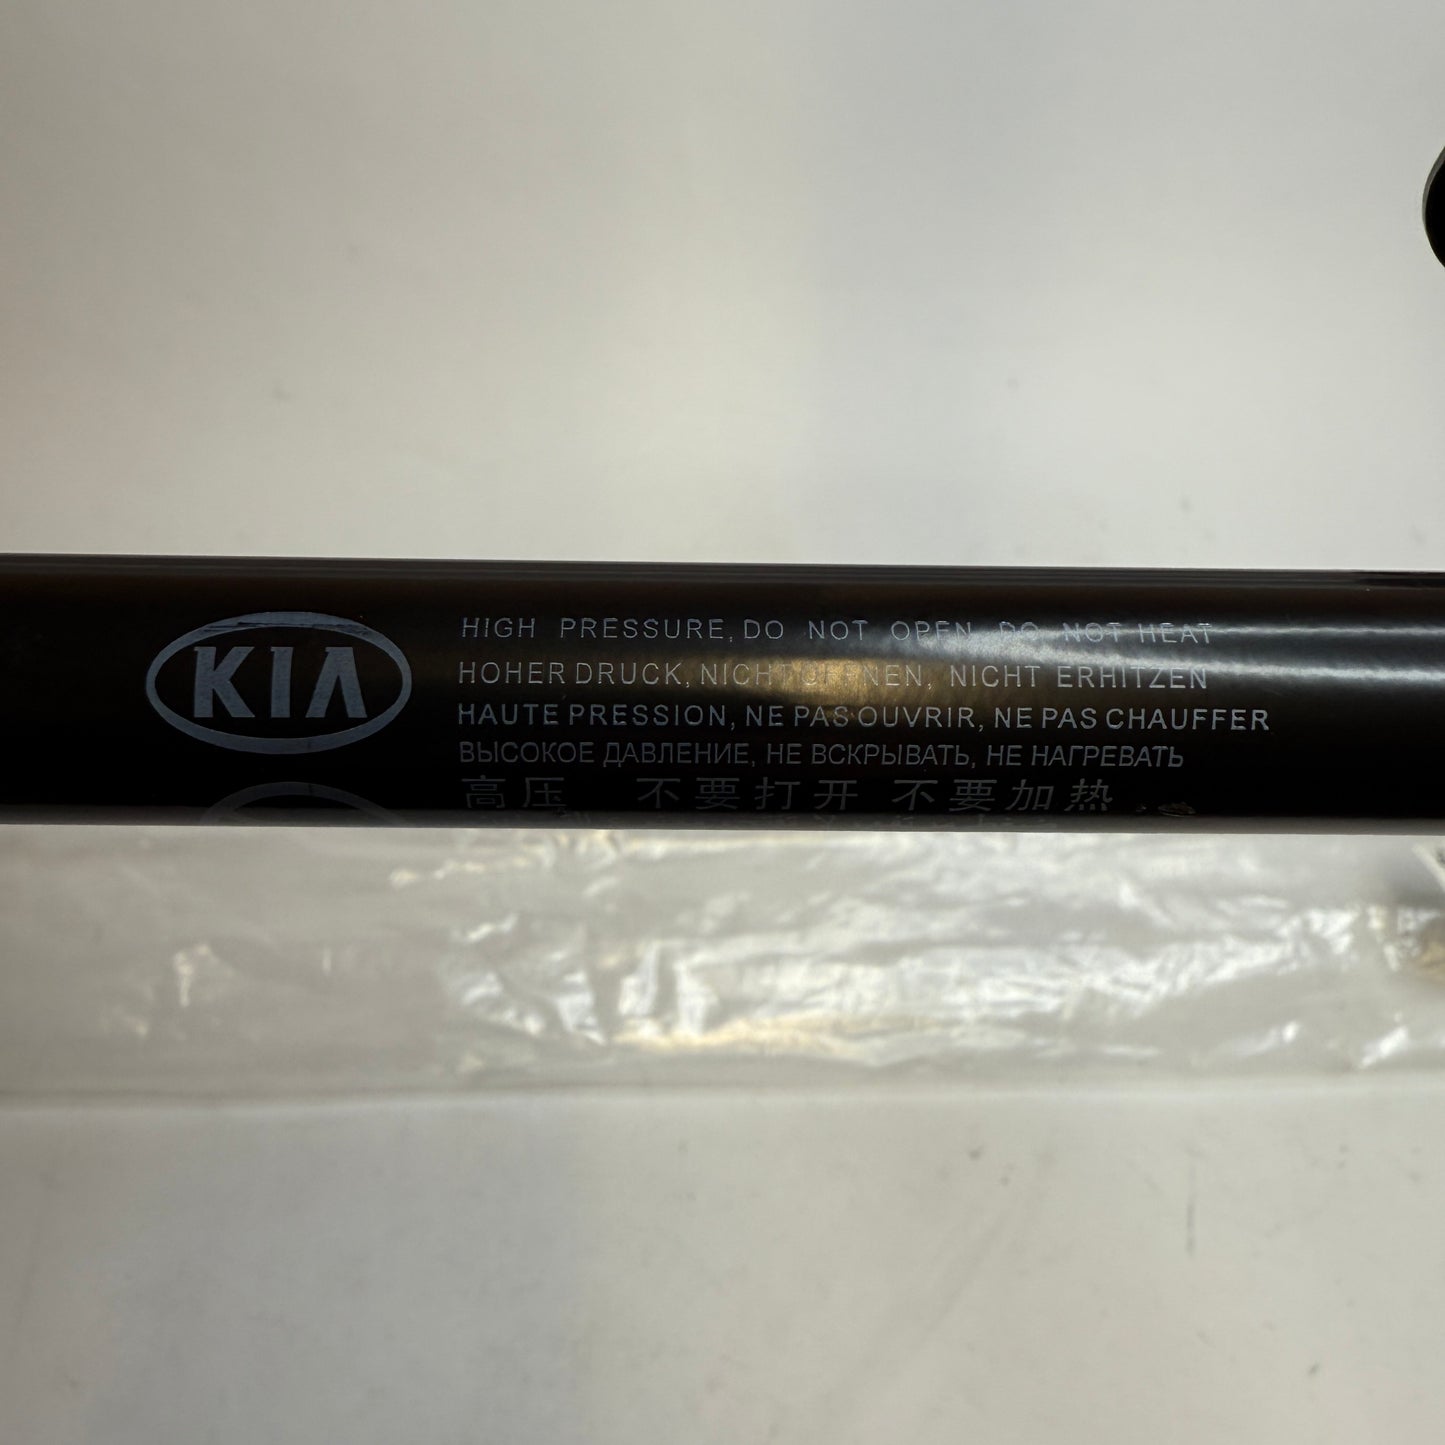 KIA
HIGH PRESSURE, DO NOT OPEN, DO NOT HEAT
HOHER DRUCK, NICHT ÖFFNEN, NICHT ERHITZEN
HAUTE PRESSION, NE PAS OUVRIR, NE PAS CHAUFFER
ВЫСОКОЕ ДАВЛЕНИЕ, НЕ ВСКРЫВАТЬ, НЕ НАГРЕВАТЬ
高压 不要打开 不要加热